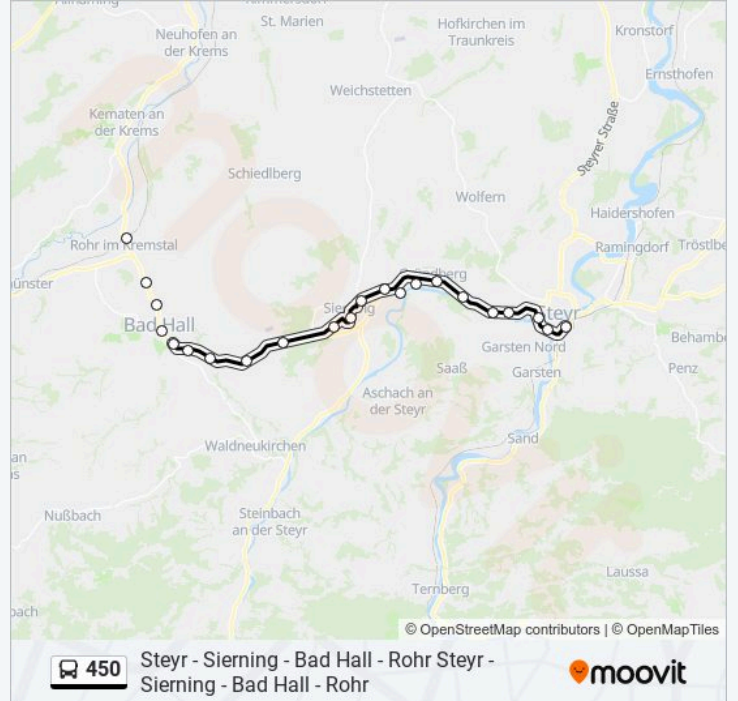 St. Marien
Hofkirchen im
Traunkreis
Kronstorf
Neuhofen an
der Krems
Ernsthofen
Weichstetten
Kematen an
der Krems
Steyrer Straße
Schiedlberg
Wolfern
Haidershofen
Rohr im Kremstal
Ramingdorf
Tröstlbe
ünster
Sierning
Bad Hall
Steyr
Garsten Nord
Behambe
Saaß
Garsten
Penz
Aschach an
der Steyr
Sand
Waldneukirchen
an
Steinbach
an der Steyr
Nußbach
Laussa
Ternberg
bach
© OpenStreetMap contributors | © OpenMapTiles
450
Steyr - Sierning - Bad Hall - Rohr Steyr -
Sierning - Bad Hall - Rohr
moovit